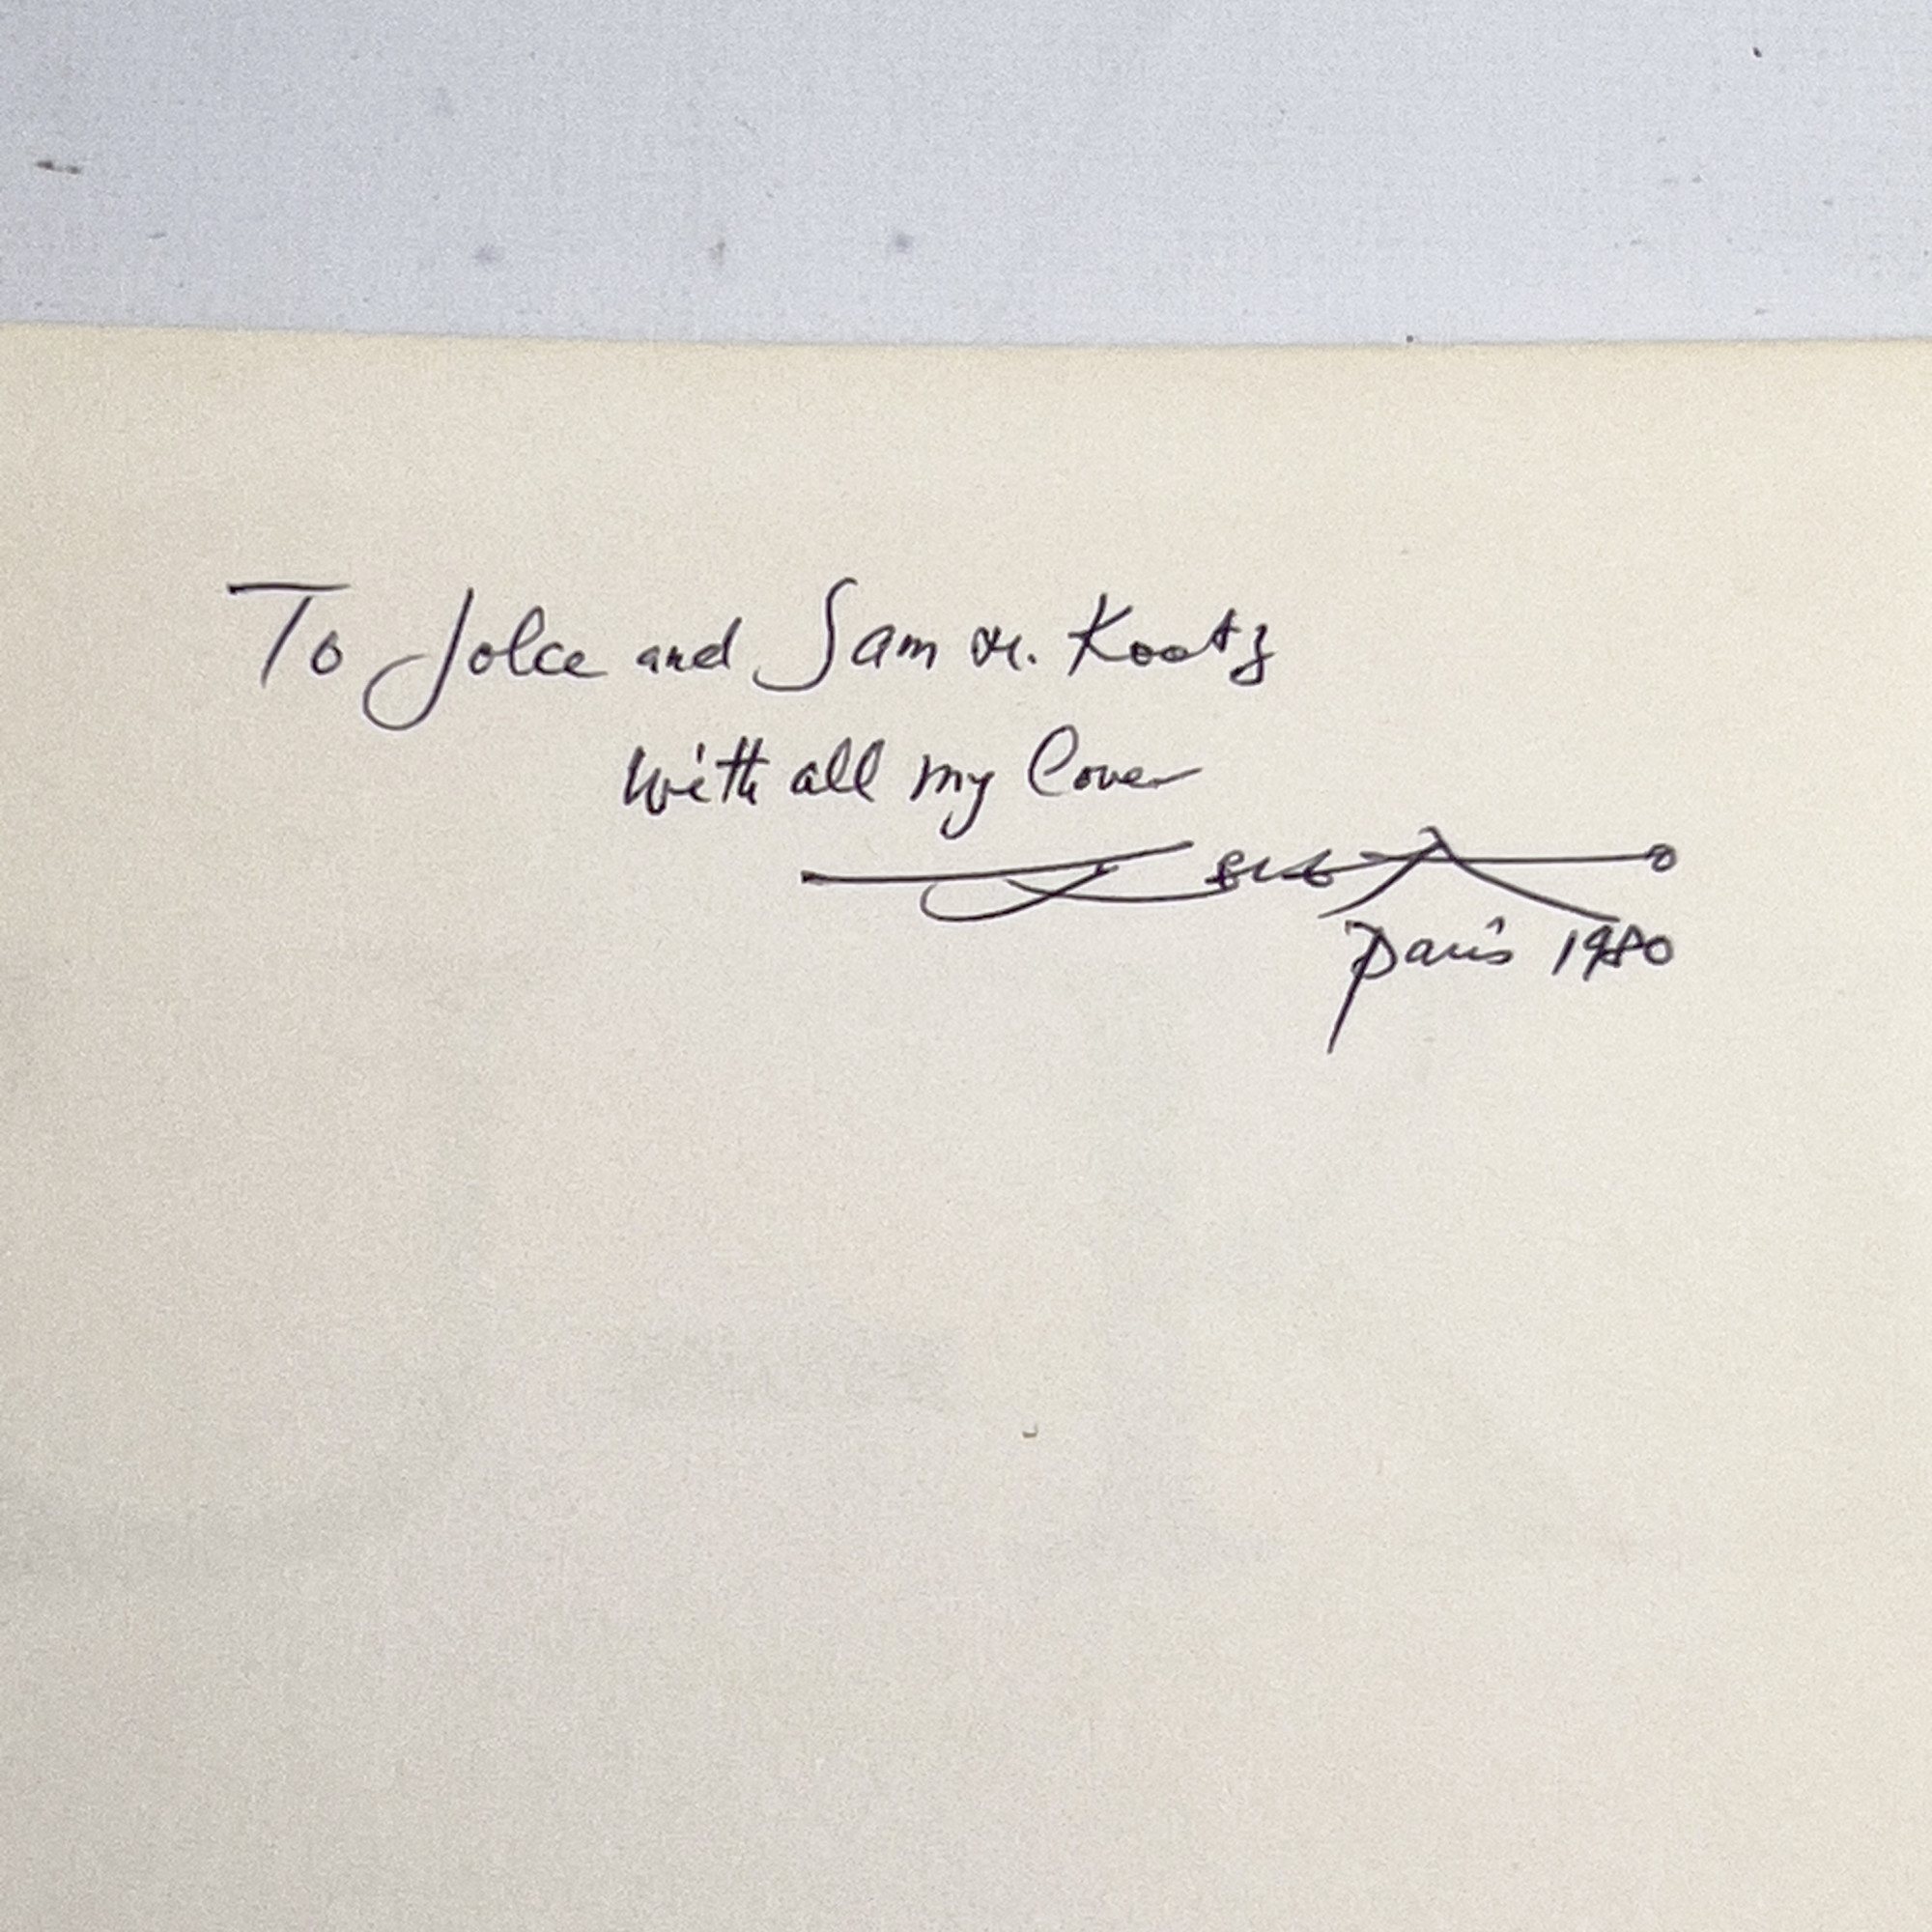 To Jolce and Sam M. Kootz
With all my Love
Paris 1980